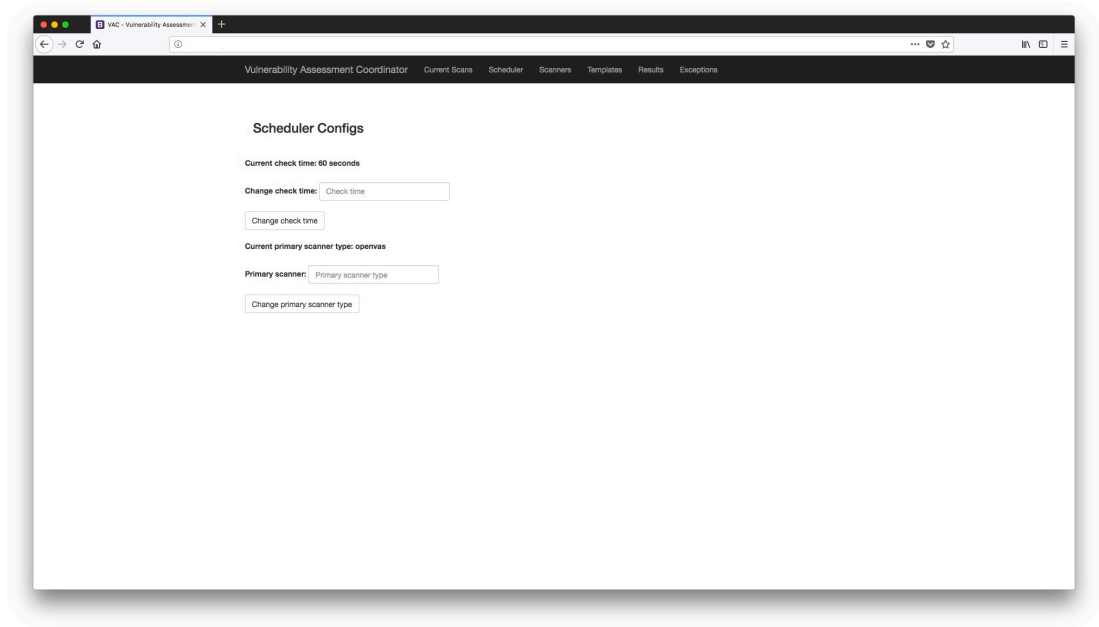 VAC - Vulnerability Assessmen
Vulnerability Assessment Coordinator Current Scans Scheduler Scanners Templates Results Exceptions
Scheduler Configs
Current check time: 60 seconds
Change check time: Check time
Change check time
Current primary scanner type: openvas
Primary scanner: Primary scanner type
Change primary scanner type